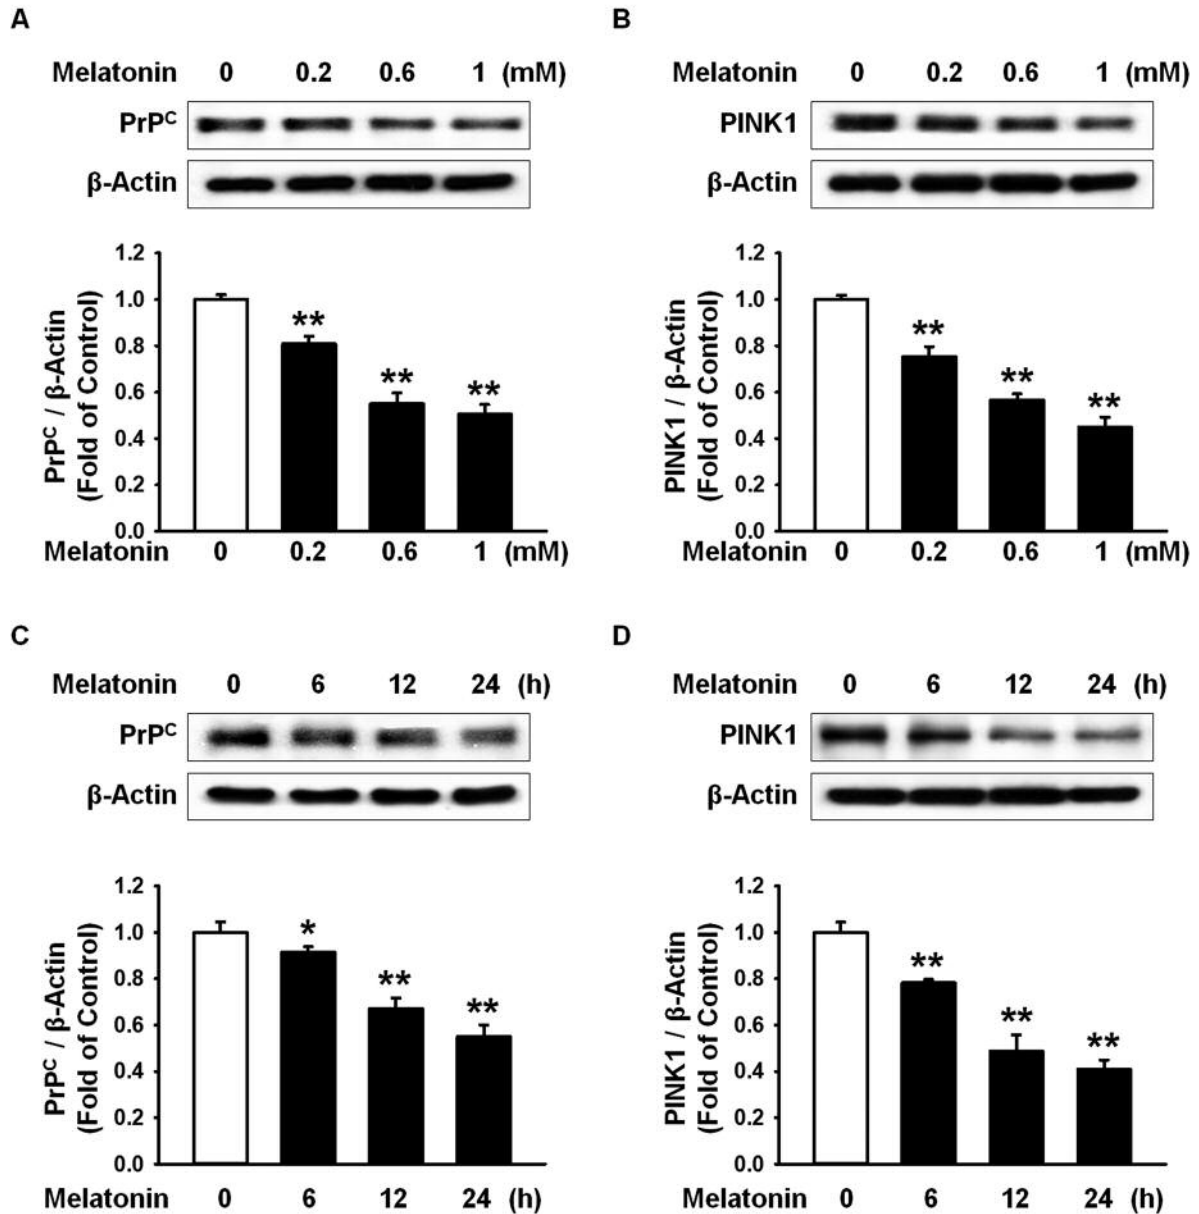 A
Melatonin 0 0.2 0.6 1 (mM)
PrPᶜ
β-Actin
1.2
1.0
0.8
0.6
0.4
0.2
0.0
PrPᶜ / β-Actin
(Fold of Control)
**
**
**
Melatonin 0 0.2 0.6 1 (mM)
B
Melatonin 0 0.2 0.6 1 (mM)
PINK1
β-Actin
1.2
1.0
0.8
0.6
0.4
0.2
0.0
PINK1 / β-Actin
(Fold of Control)
**
**
**
Melatonin 0 0.2 0.6 1 (mM)
C
Melatonin 0 6 12 24 (h)
PrPᶜ
β-Actin
1.2
1.0
0.8
0.6
0.4
0.2
0.0
PrPᶜ / β-Actin
(Fold of Control)
*
**
**
Melatonin 0 6 12 24 (h)
D
Melatonin 0 6 12 24 (h)
PINK1
β-Actin
1.2
1.0
0.8
0.6
0.4
0.2
0.0
PINK1 / β-Actin
(Fold of Control)
**
**
**
Melatonin 0 6 12 24 (h)